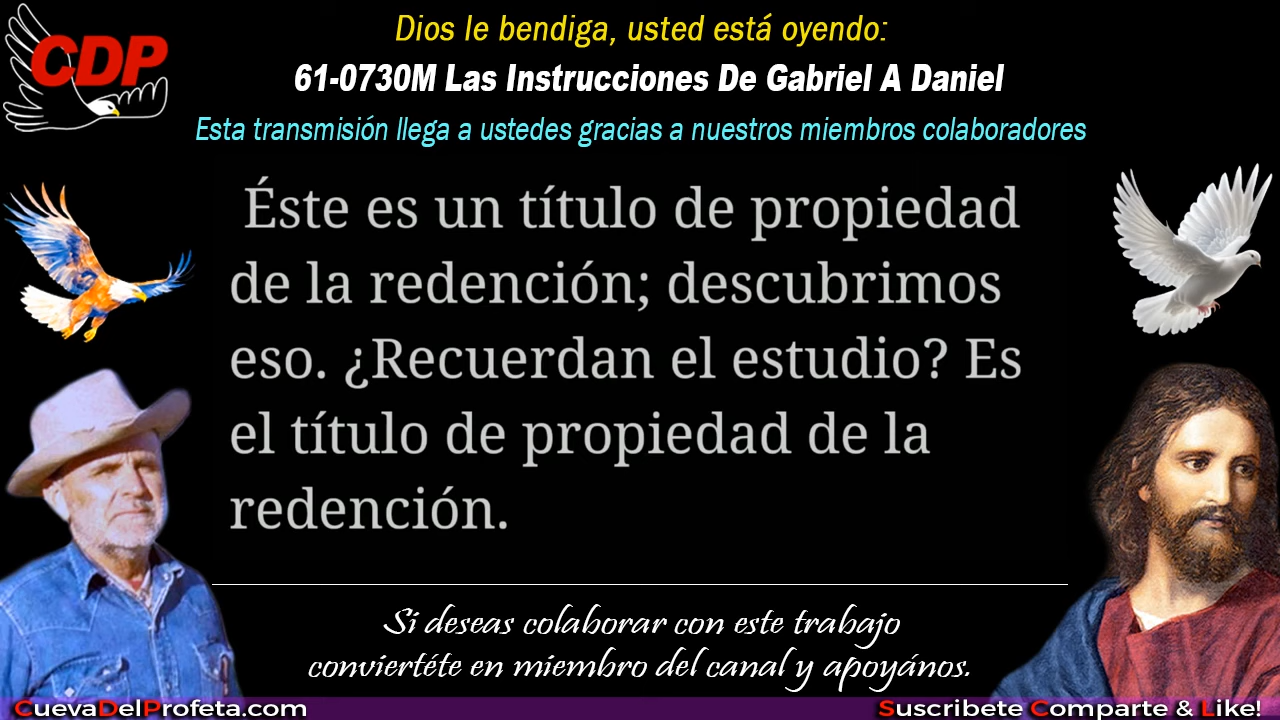 CDP
Dios le bendiga, usted está oyendo:
61-0730M Las Instrucciones De Gabriel A Daniel
Esta transmisión llega a ustedes gracias a nuestros miembros colaboradores
Éste es un título de propiedad
de la redención; descubrimos
eso. ¿Recuerdan el estudio? Es
el título de propiedad de la
redención.
Si deseas colaborar con este trabajo
conviertéte en miembro del canal y apoyános.
CuevaDelProfeta.com
Suscribete Comparte & Like!